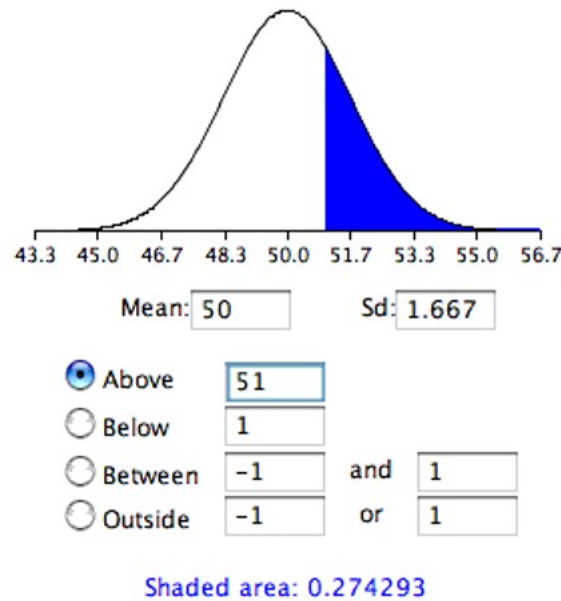 43.3 45.0 46.7 48.3 50.0 51.7 53.3 55.0 56.7
Mean: 50 Sd: 1.667
Above 51
Below 1
Between -1 and 1
Outside -1 or 1
Shaded area: 0.274293